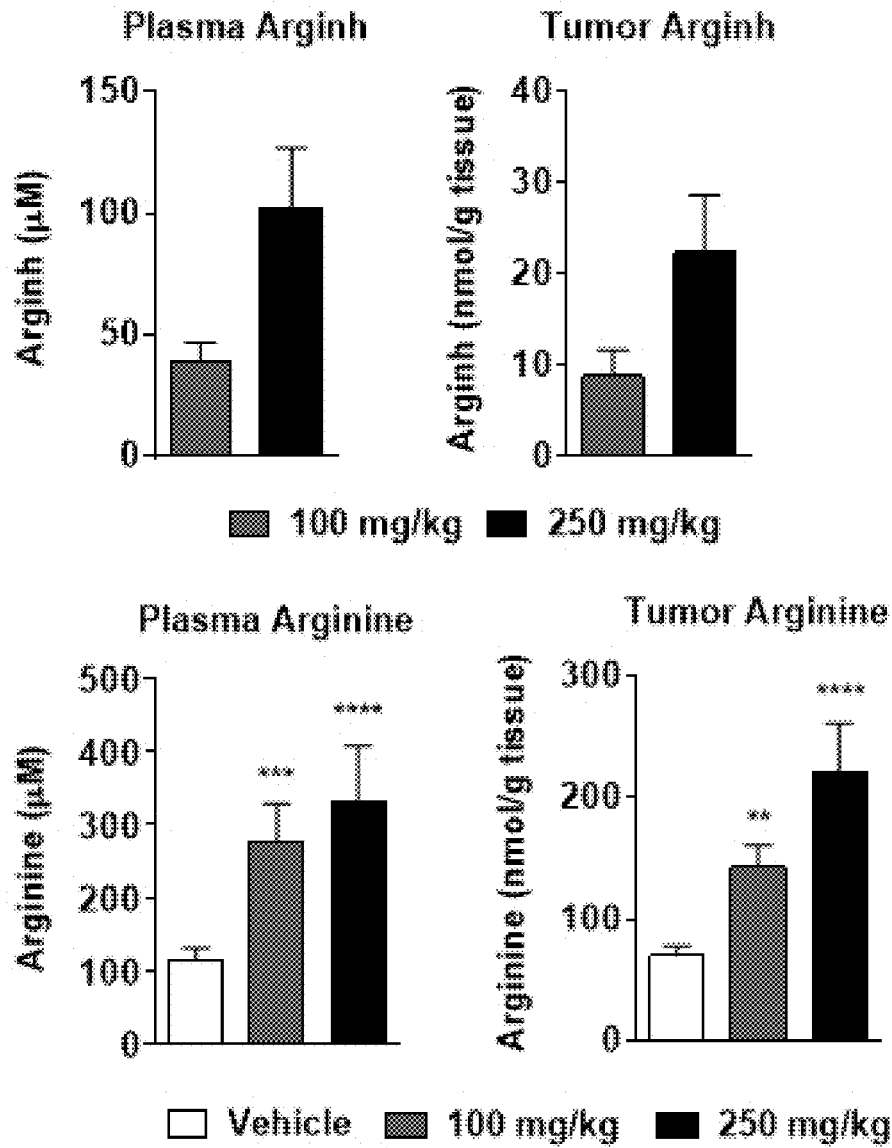 Plasma Arginh
Tumor Arginh
Arginh (µM)
150
100
50
0
Arginh (nmol/g tissue)
40
30
20
10
0
100 mg/kg 250 mg/kg
Plasma Arginine
Tumor Arginine
Arginine (µM)
500
400
300
200
100
0
***
****
Arginine (nmol/g tissue)
300
200
100
0
**
****
Vehicle 100 mg/kg 250 mg/kg